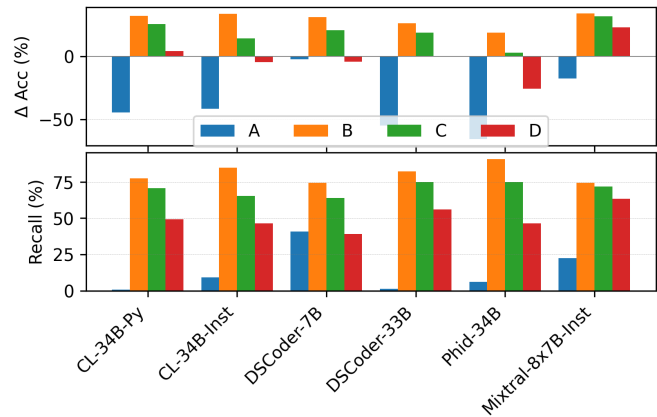 Δ Acc (%)
0
−50
A B C D
Recall (%)
75
50
25
0
CL-34B-Py
CL-34B-Inst
DSCoder-7B
DSCoder-33B
Phid-34B
Mixtral-8x7B-Inst